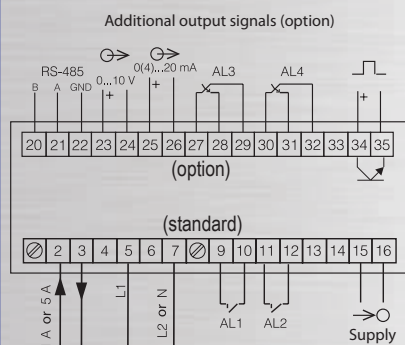 Additional output signals (option)
RS-485
B A GND
0...10 V
+
0(4)...20 mA
+
AL3
AL4
+
20 21 22 23 24 25 26 27 28 29 30 31 32 33 34 35
(option)
(standard)
2 3 4 5 6 7 9 10 11 12 13 14 15 16
A or 5 A
L1
L2 or N
AL1
AL2
Supply